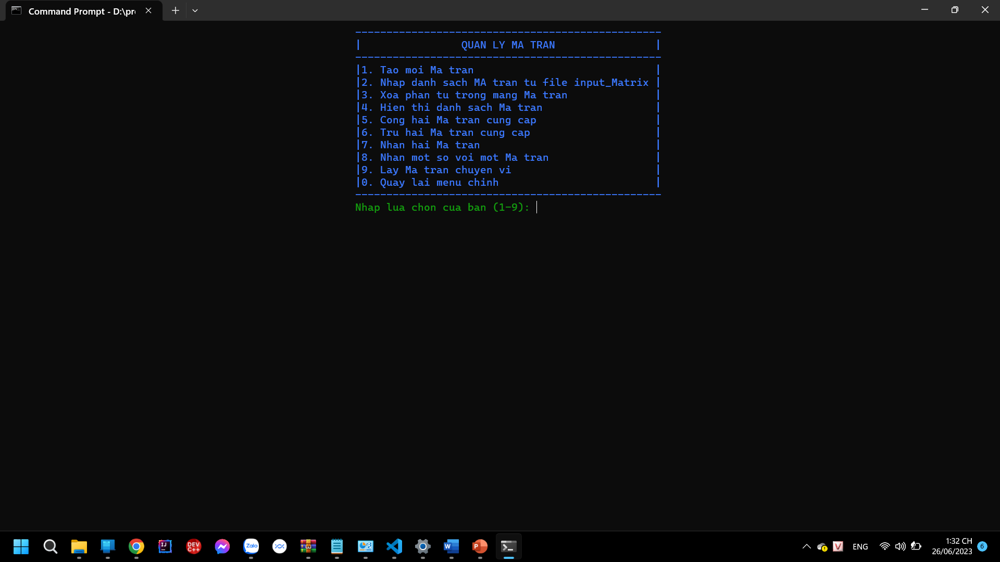 Command Prompt - D:\pr
QUAN LY MA TRAN
1. Tao moi Ma tran
2. Nhap danh sach MA tran tu file input_Matrix
3. Xoa phan tu trong mang Ma tran
4. Hien thi danh sach Ma tran
5. Cong hai Ma tran cung cap
6. Tru hai Ma tran cung cap
7. Nhan hai Ma tran
8. Nhan mot so voi mot Ma tran
9. Lay Ma tran chuyen vi
0. Quay lai menu chinh
Nhap lua chon cua ban (1-9):
IJ
DEV
C++
Zalo
W
P
V
ENG
1:32 CH
26/06/2023
6